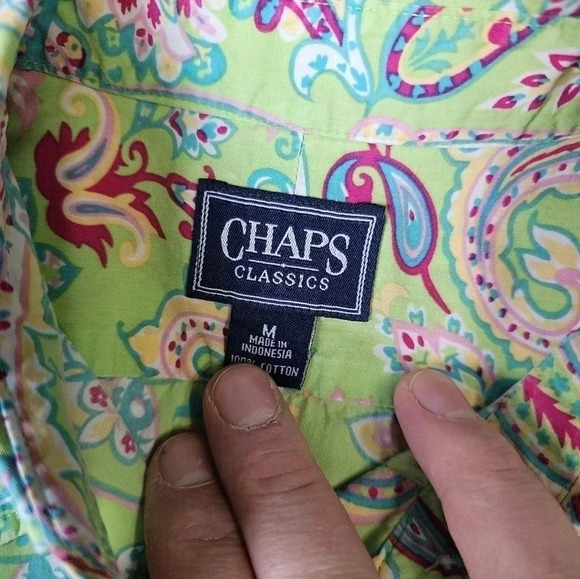 CHAPS
CLASSICS
M
MADE IN
INDONESIA
100% COTTON